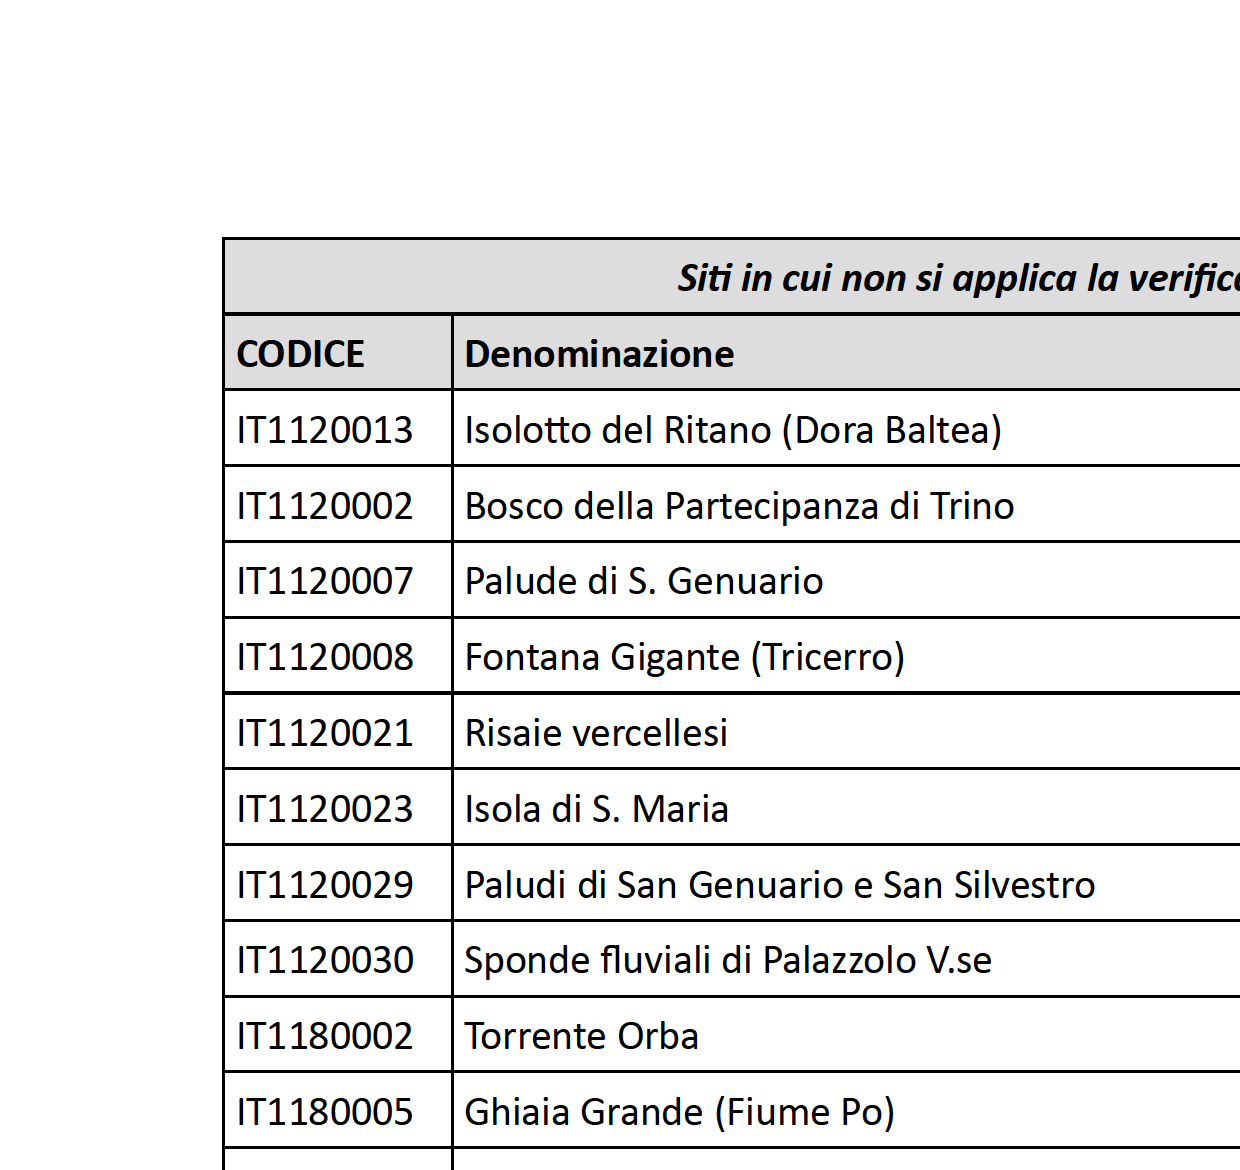 Siti in cui non si applica la
CODICE Denominazione
IT1120013 Isolotto del Ritano (Dora Baltea)
IT1120002 Bosco della Partecipanza di Trino
IT1120007 Palude di S. Genuario
IT1120008 Fontana Gigante (Tricerro)
IT1120021 Risaie vercellesi
IT1120023 Isola di S. Maria
IT1120029 Paludi di San Genuario e San Silvestro
IT1120030 Sponde fluviali di Palazzolo V.se
IT1180002 Torrente Orba
IT1180005 Ghiaia Grande (Fiume Po)